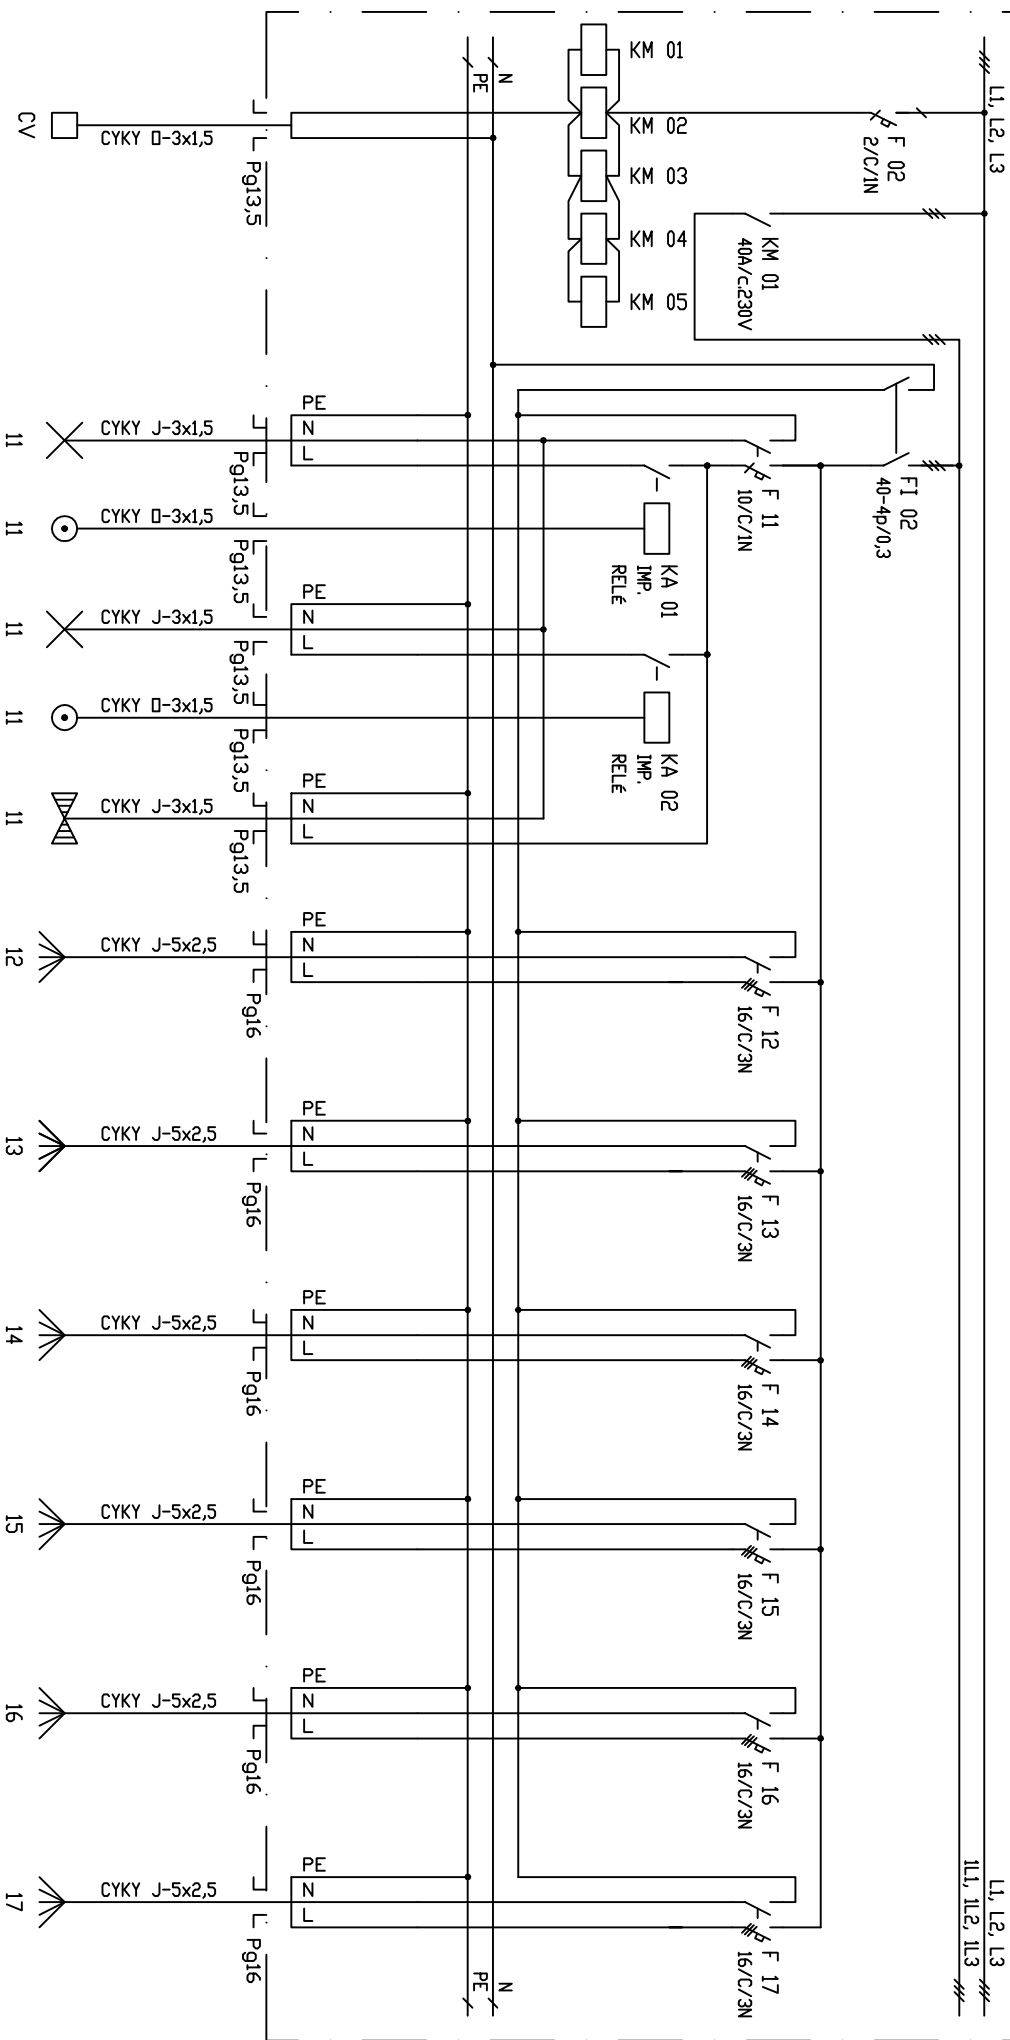 L1, L2, L3
F 02
2/C/1N
KM 01
KM 02
KM 03
KM 04
KM 05
N
PE
CYKY O-3x1,5
Pg13,5
CV
KM 01
40A/c.230V
FI 02
40-4p/0,3
F 11
10/C/1N
KA 01
IMP.
RELÉ
KA 02
IMP.
RELÉ
PE
N
L
CYKY J-3x1,5
Pg13,5
11
CYKY O-3x1,5
Pg13,5
11
PE
N
L
CYKY J-3x1,5
Pg13,5
11
CYKY O-3x1,5
Pg13,5
11
PE
N
L
CYKY J-3x1,5
Pg13,5
11
F 12
16/C/3N
PE
N
L
CYKY J-5x2,5
Pg16
12
F 13
16/C/3N
PE
N
L
CYKY J-5x2,5
Pg16
13
F 14
16/C/3N
PE
N
L
CYKY J-5x2,5
Pg16
14
F 15
16/C/3N
PE
N
L
CYKY J-5x2,5
Pg16
15
F 16
16/C/3N
PE
N
L
CYKY J-5x2,5
Pg16
16
F 17
16/C/3N
PE
N
L
CYKY J-5x2,5
Pg16
17
L1, L2, L3
1L1, 1L2, 1L3
N
PE